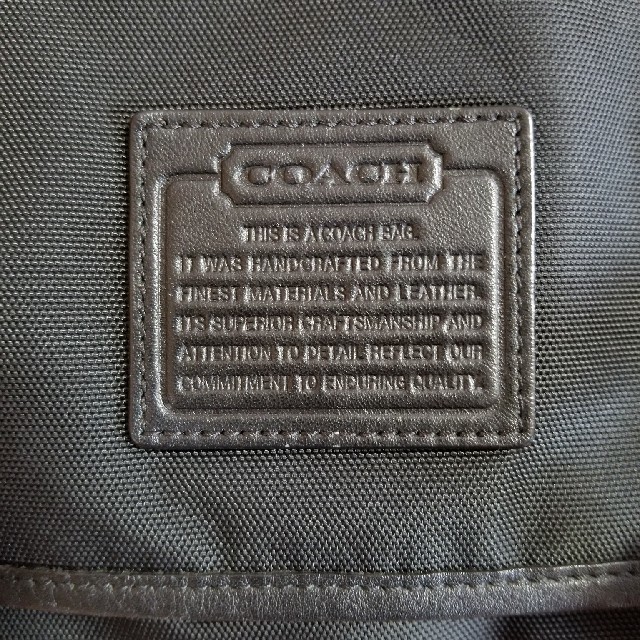 COACH
THIS IS A COACH BAG.
IT WAS HANDCRAFTED FROM THE
FINEST MATERIALS AND LEATHER.
ITS SUPERIOR CRAFTSMANSHIP AND
ATTENTION TO DETAIL REFLECT OUR
COMMITMENT TO ENDURING QUALITY.